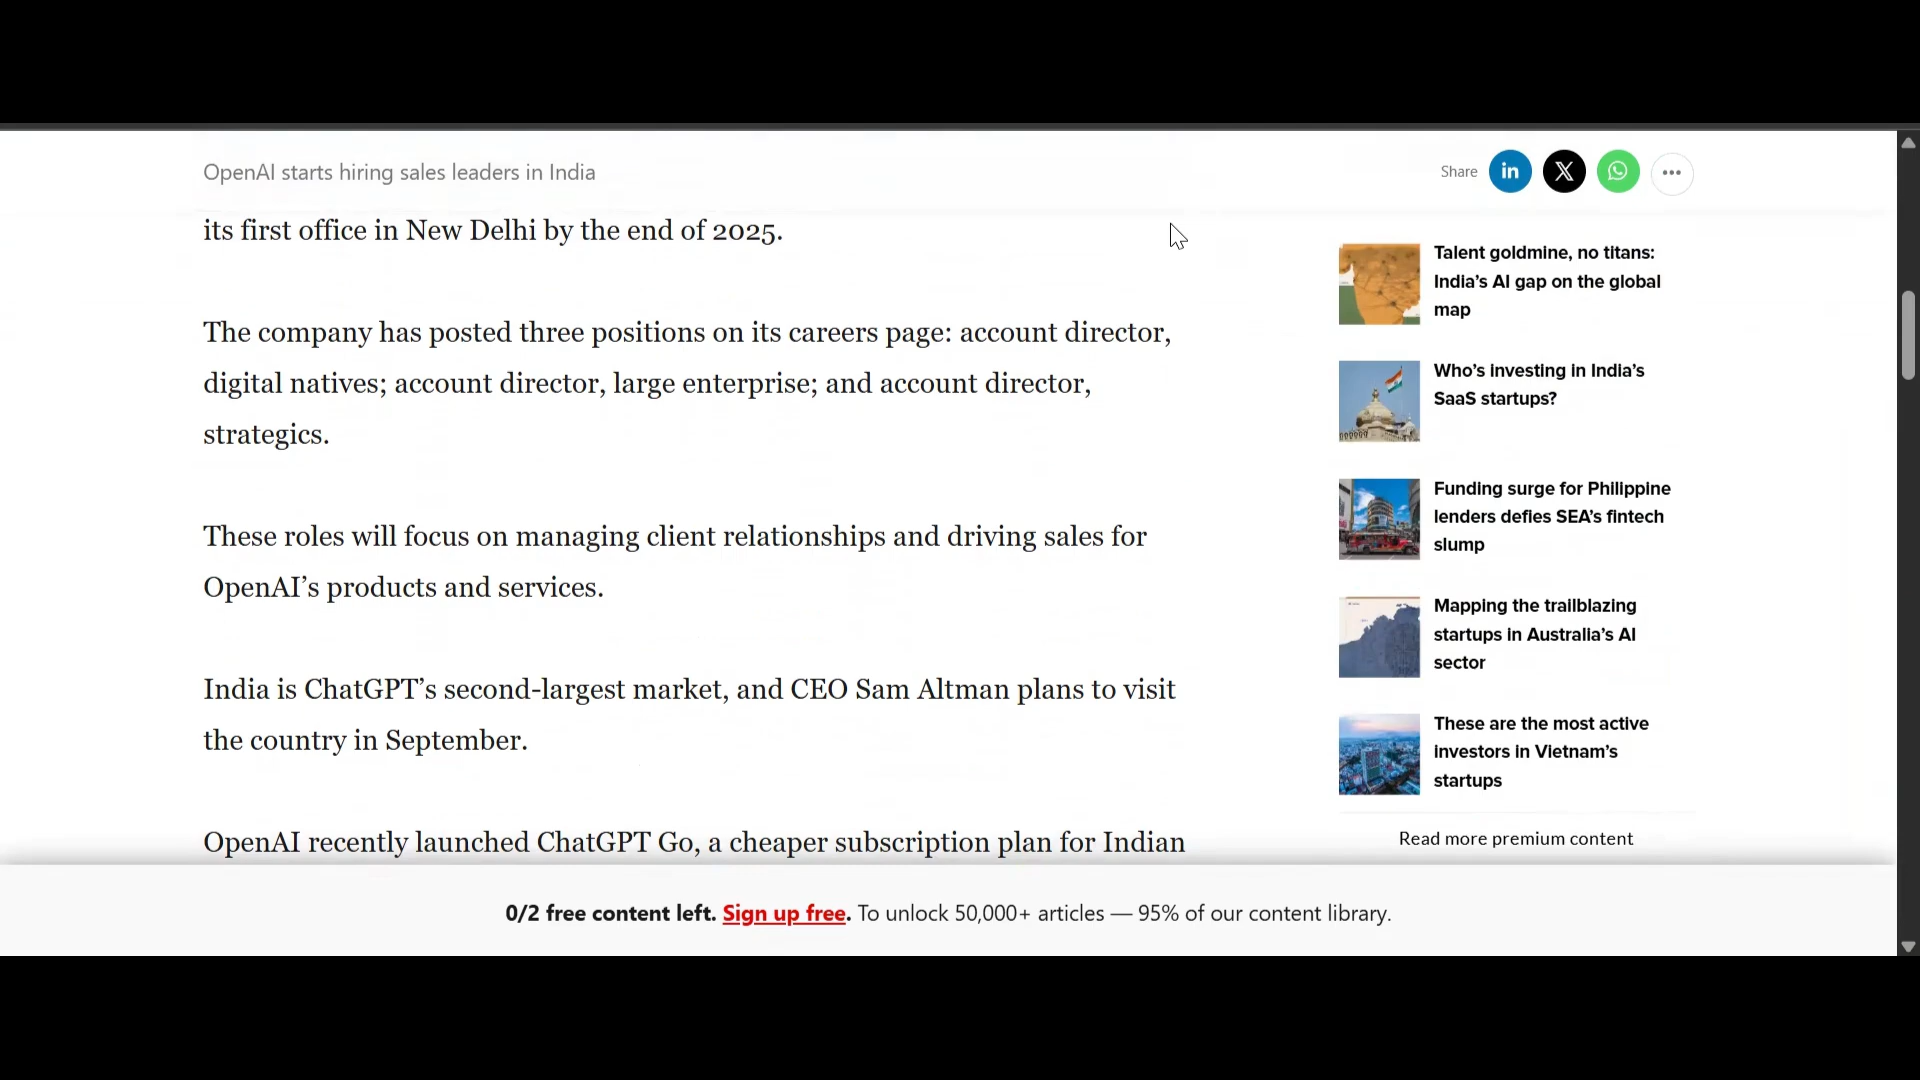 OpenAI starts hiring sales leaders in India
Share
its first office in New Delhi by the end of 2025.
The company has posted three positions on its careers page: account director,
digital natives; account director, large enterprise; and account director,
strategics.
These roles will focus on managing client relationships and driving sales for
OpenAI’s products and services.
India is ChatGPT’s second-largest market, and CEO Sam Altman plans to visit
the country in September.
OpenAI recently launched ChatGPT Go, a cheaper subscription plan for Indian
Talent goldmine, no titans:
India’s AI gap on the global
map
Who’s investing in India’s
SaaS startups?
Funding surge for Philippine
lenders defies SEA’s fintech
slump
Mapping the trailblazing
startups in Australia’s AI
sector
These are the most active
investors in Vietnam’s
startups
Read more premium content
0/2 free content left. Sign up free. To unlock 50,000+ articles — 95% of our content library.